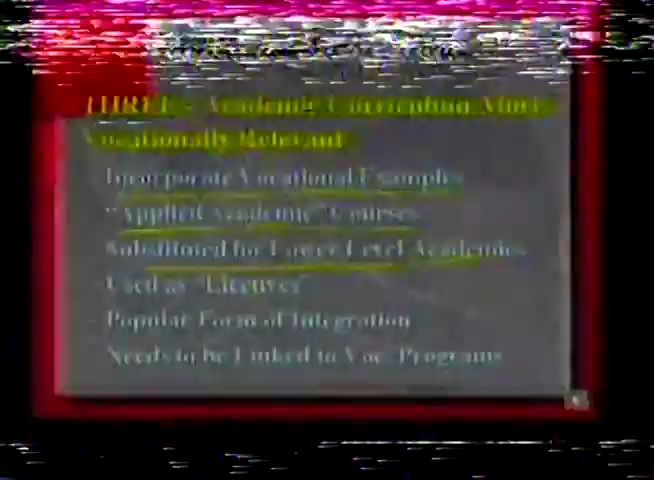 THREE - Academic Curriculum More
Vocationally Relevant
- Incorporate Vocational Examples
- "Applied Academic" Courses
- Substituted for Lower Level Academics
- Used as "Electives"
- Popular Form of Integration
- Needs to be Linked to Voc. Programs